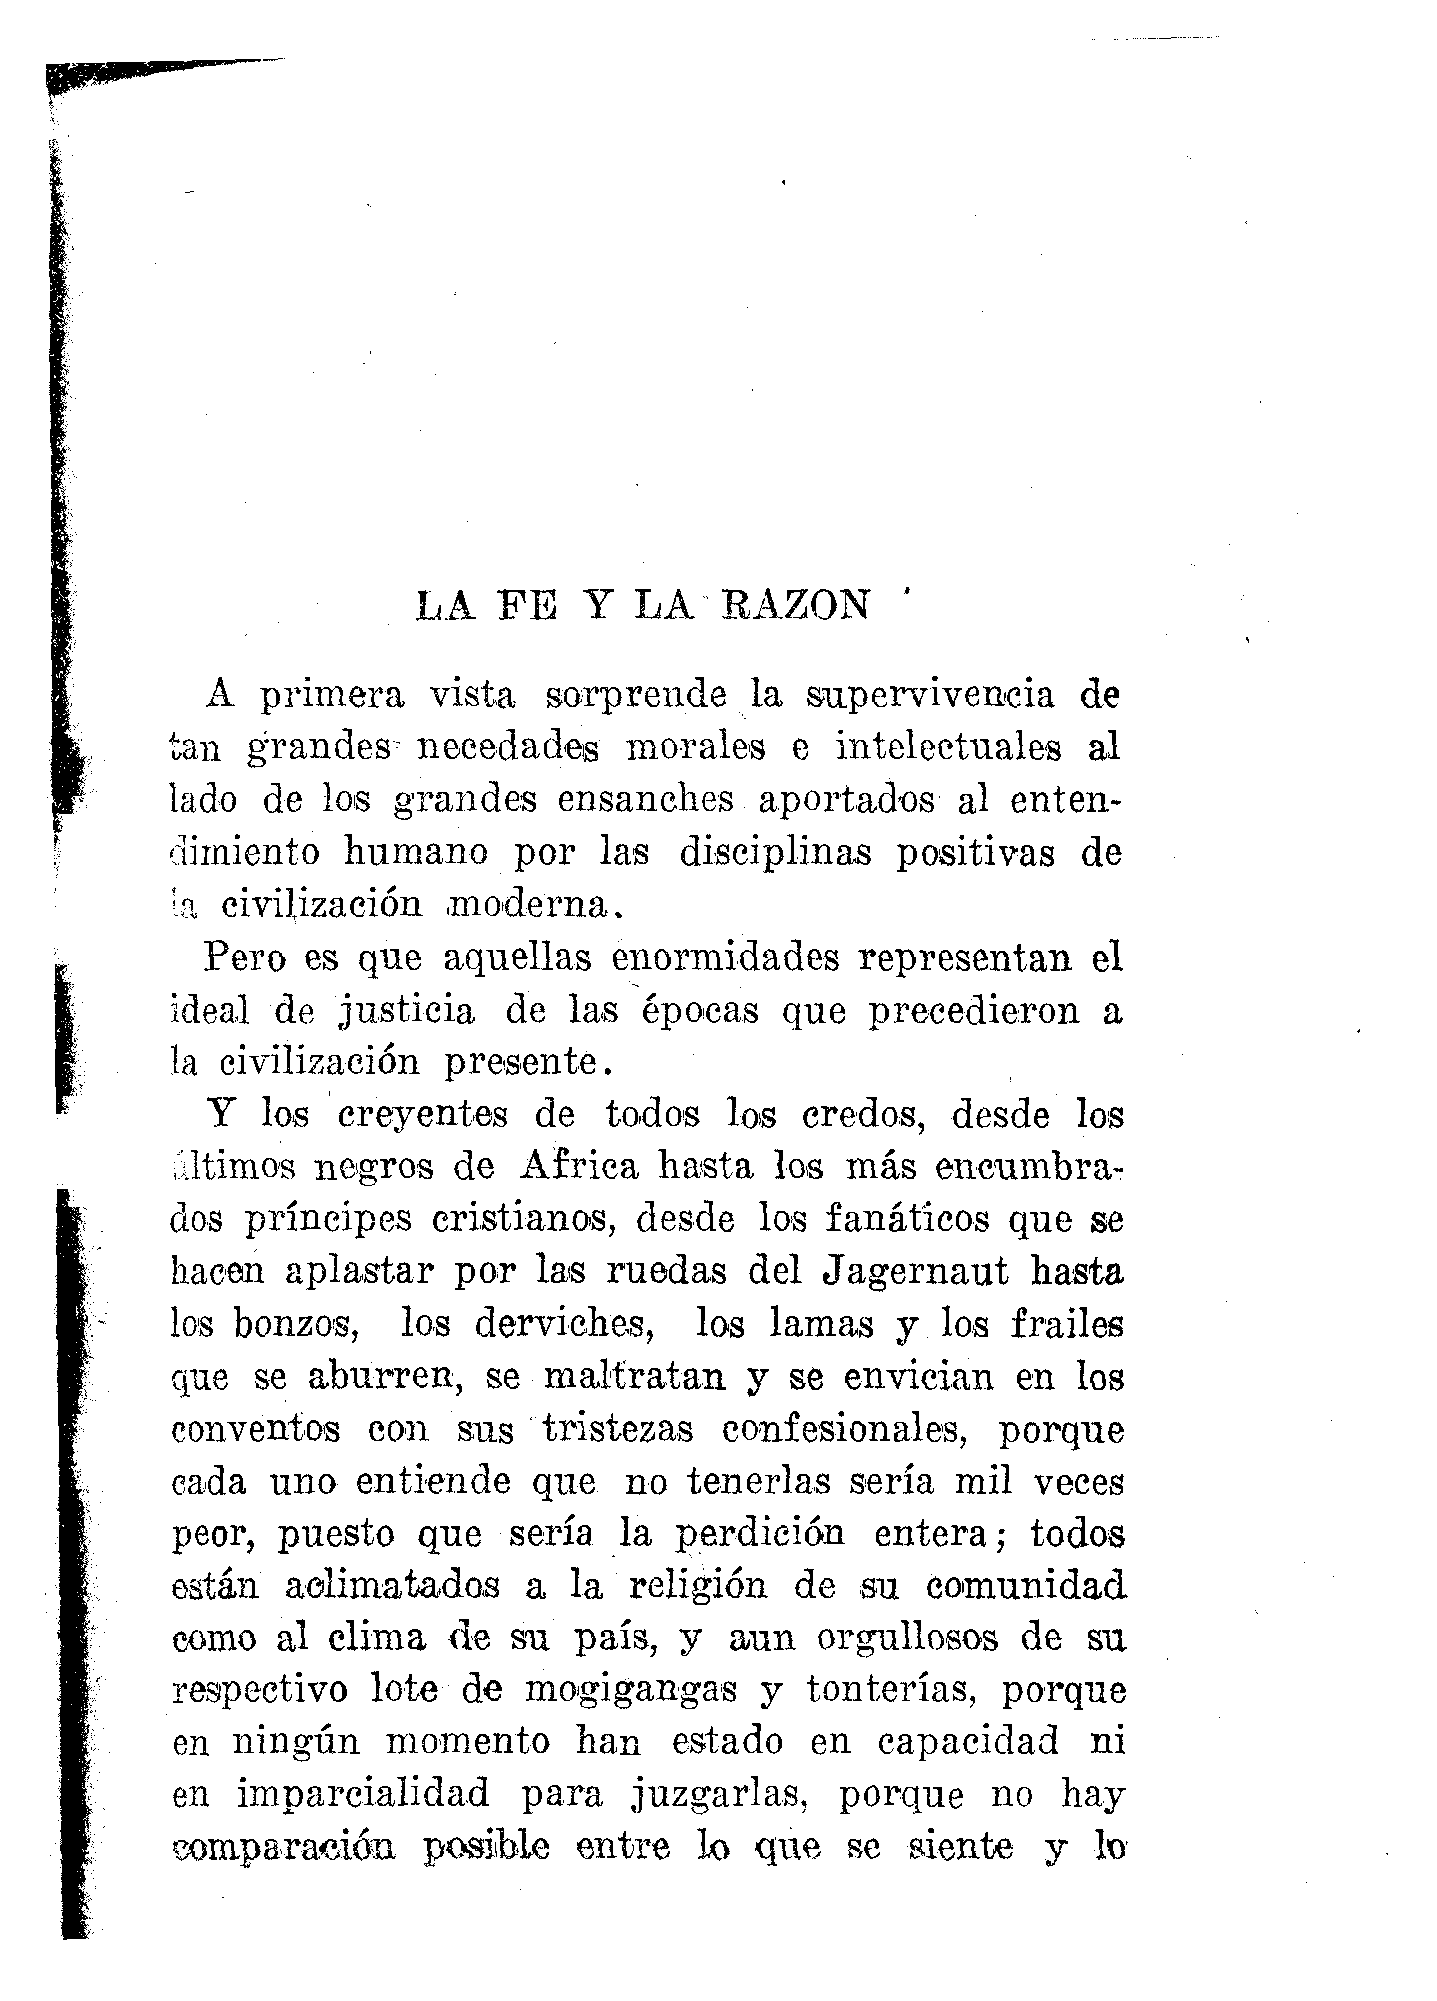 LA FE Y LA RAZON
A primera vista sorprende la supervivencia de
tan grandes necedades morales e intelectuales al
lado de los grandes ensanches aportados al enten-
dimiento humano por las disciplinas positivas de
la civilización moderna.
Pero es que aquellas enormidades representan el
ideal de justicia de las épocas que precedieron a
la civilización presente.
Y los creyentes de todos los credos, desde los
últimos negros de Africa hasta los más encumbra-
dos príncipes cristianos, desde los fanáticos que se
hacen aplastar por las ruedas del Jagernaut hasta
los bonzos, los derviches, los lamas y los frailes
que se aburren, se maltratan y se envician en los
conventos con sus tristezas confesionales, porque
cada uno entiende que no tenerlas sería mil veces
peor, puesto que sería la perdición entera; todos
están aclimatados a la religión de su comunidad
como al clima de su país, y aun orgullosos de su
respectivo lote de mogigangas y tonterías, porque
en ningún momento han estado en capacidad ni
en imparcialidad para juzgarlas, porque no hay
comparación posible entre lo que se siente y lo